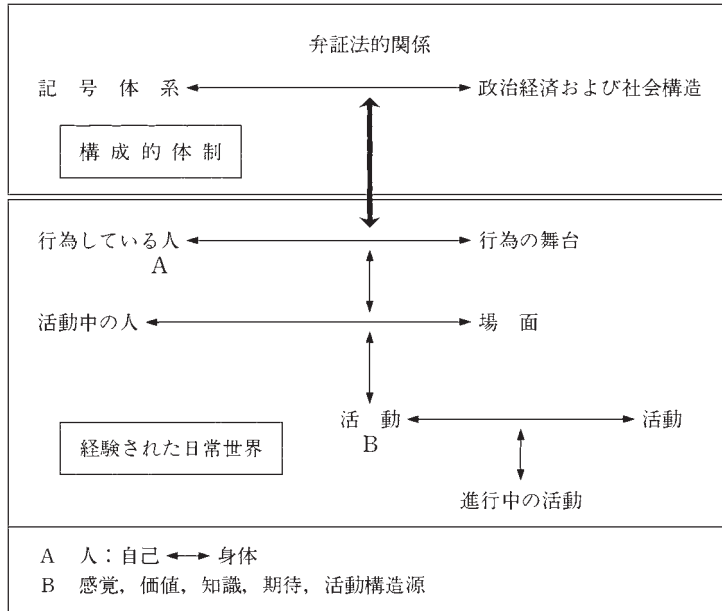 弁証法的関係
記号体系 政治経済および社会構造
構成的体制
行為している人 行為の舞台
A
活動中の人 場面
活動 活動
B
経験された日常世界
進行中の活動
A 人：自己 身体
B 感覚，価値，知識，期待，活動構造源